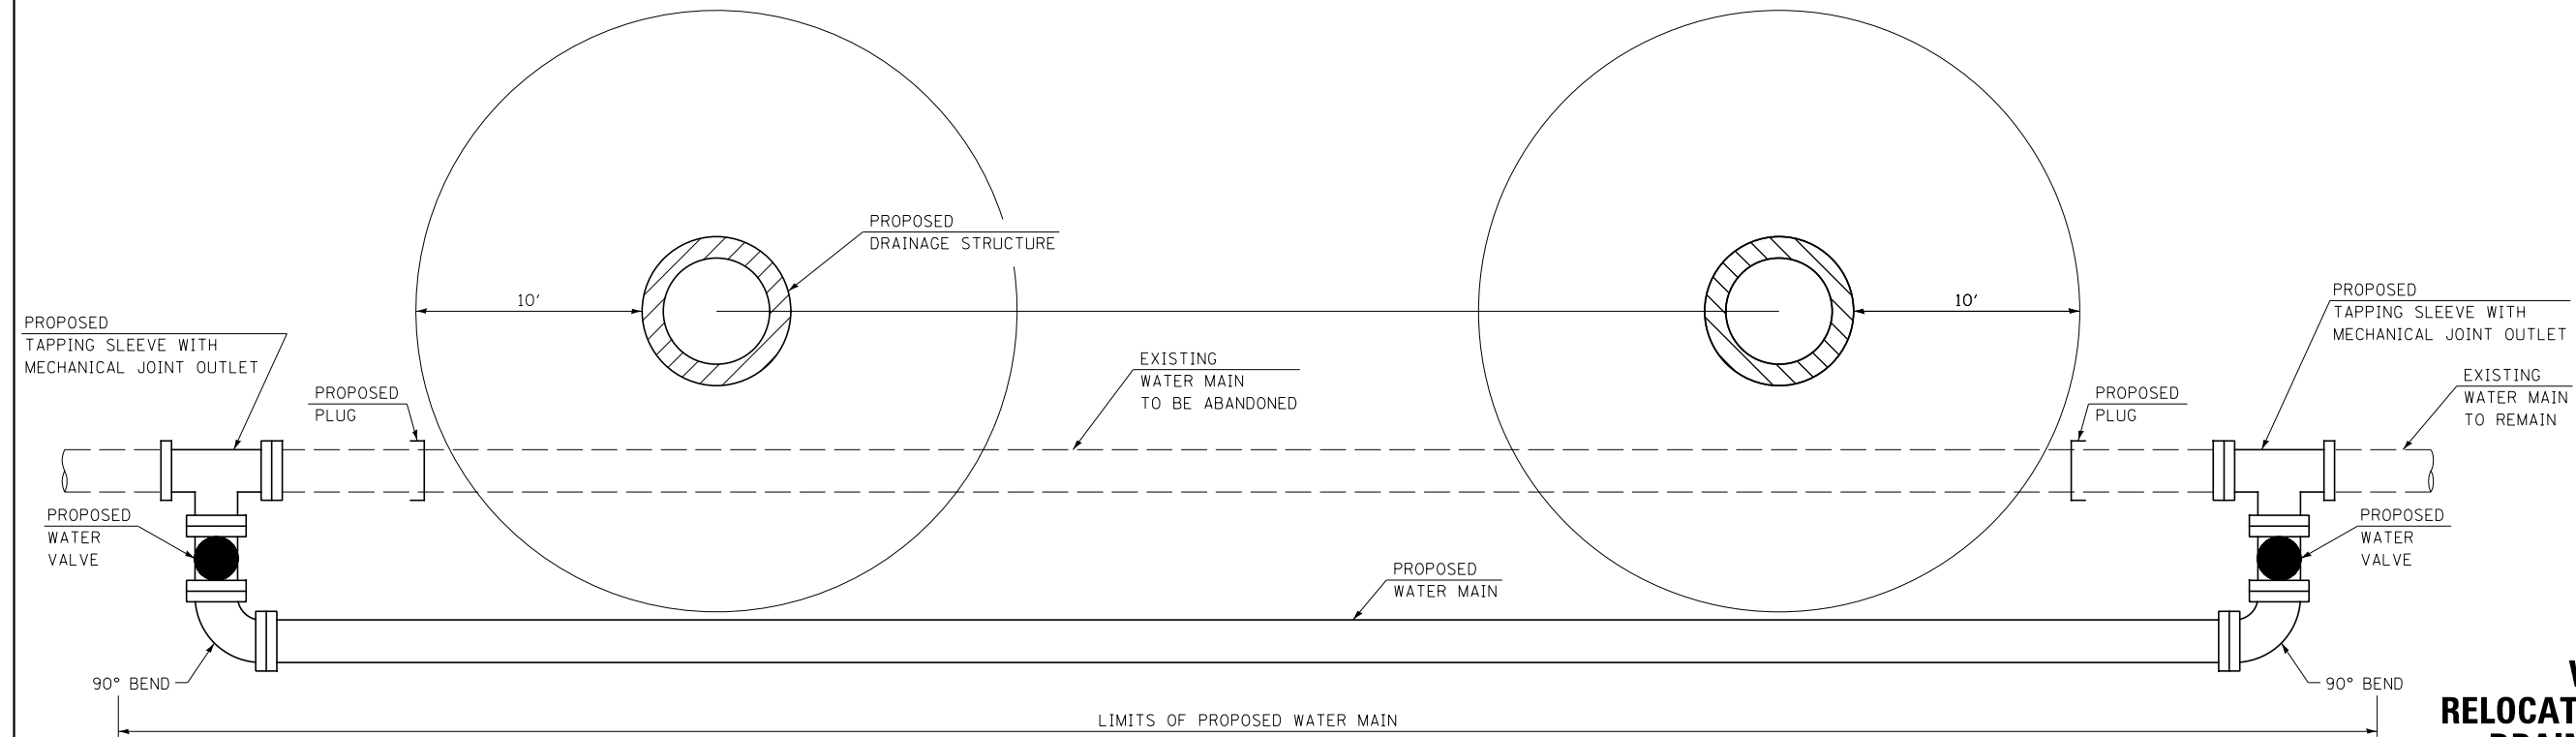 PROPOSED
DRAINAGE STRUCTURE
10'
10'
PROPOSED
TAPPING SLEEVE WITH
MECHANICAL JOINT OUTLET
PROPOSED
TAPPING SLEEVE WITH
MECHANICAL JOINT OUTLET
EXISTING
WATER MAIN
TO BE ABANDONED
EXISTING
WATER MAIN
TO REMAIN
PROPOSED
PLUG
PROPOSED
PLUG
PROPOSED
WATER
VALVE
PROPOSED
WATER
VALVE
PROPOSED
WATER MAIN
90° BEND
90° BEND
LIMITS OF PROPOSED WATER MAIN
RELOCAT